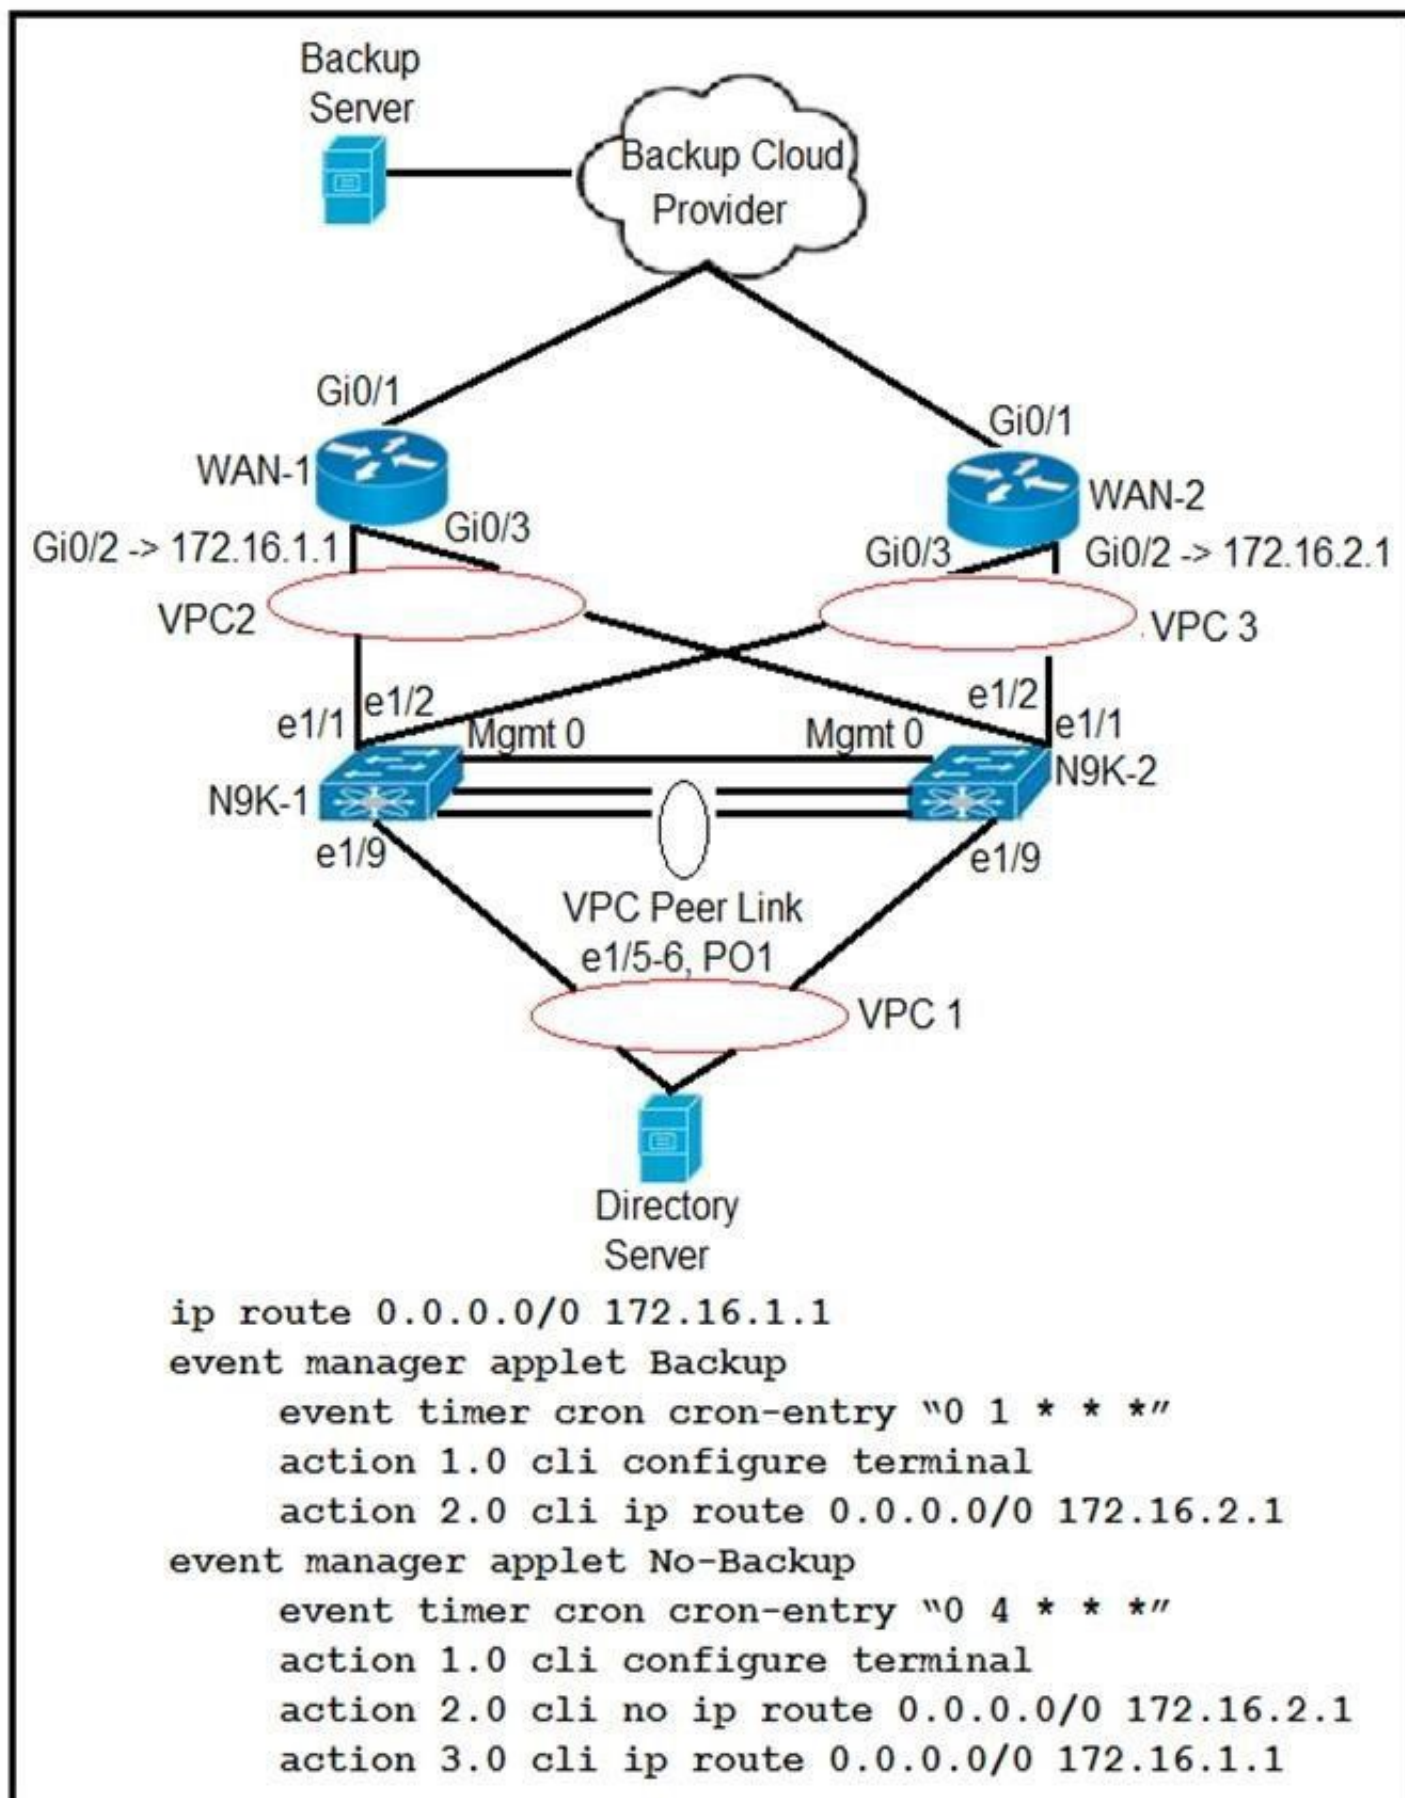 Backup
Server
Backup Cloud
Provider
Gi0/1
Gi0/1
WAN-1
WAN-2
Gi0/2 -> 172.16.1.1
Gi0/3
Gi0/3
Gi0/2 -> 172.16.2.1
VPC2
VPC 3
e1/1
e1/2
e1/2
e1/1
Mgmt 0
Mgmt 0
N9K-1
N9K-2
e1/9
e1/9
VPC Peer Link
e1/5-6, PO1
VPC 1
Directory
Server
ip route 0.0.0.0/0 172.16.1.1
event manager applet Backup
event timer cron cron-entry “0 1 * * *”
action 1.0 cli configure terminal
action 2.0 cli ip route 0.0.0.0/0 172.16.2.1
event manager applet No-Backup
event timer cron cron-entry “0 4 * * *”
action 1.0 cli configure terminal
action 2.0 cli no ip route 0.0.0.0/0 172.16.2.1
action 3.0 cli ip route 0.0.0.0/0 172.16.1.1